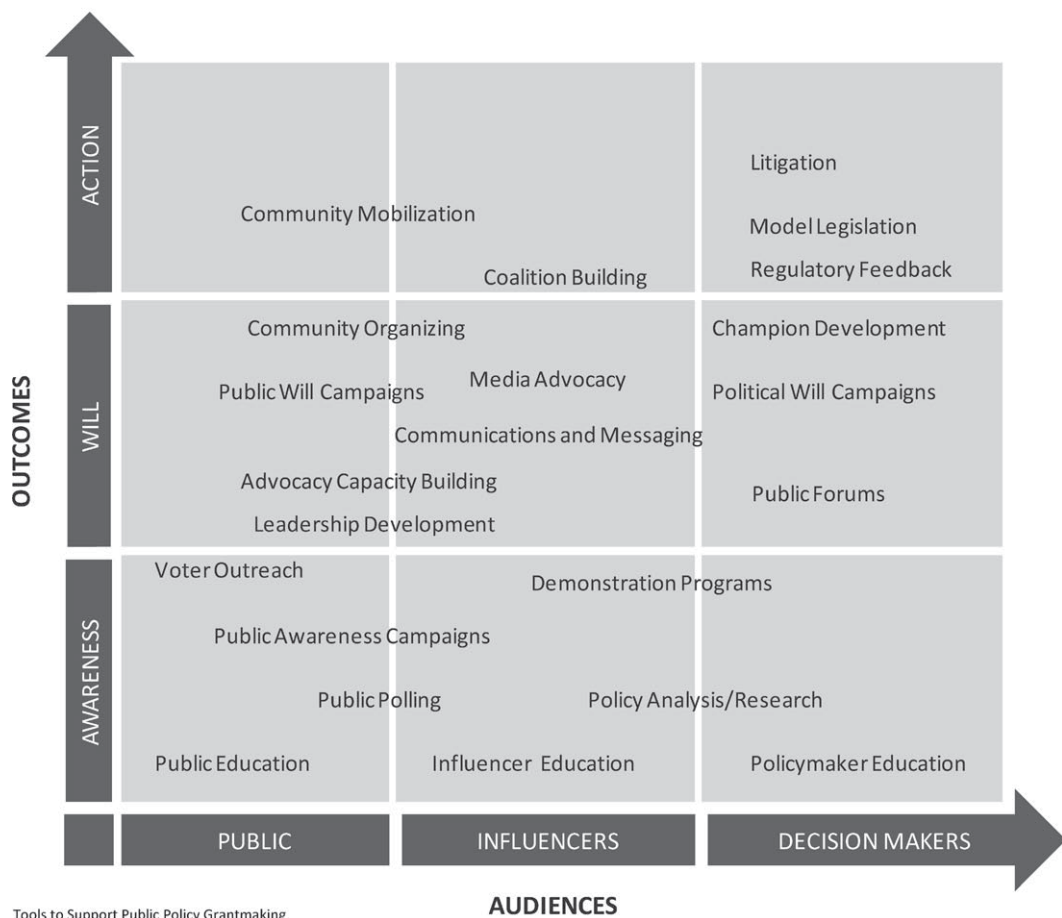 ACTION
Litigation
Community Mobilization
Model Legislation
Coalition Building
Regulatory Feedback
OUTCOMES
WILL
Community Organizing
Champion Development
Public Will Campaigns
Media Advocacy
Political Will Campaigns
Communications and Messaging
Advocacy Capacity Building
Public Forums
Leadership Development
AWARENESS
Voter Outreach
Demonstration Programs
Public Awareness Campaigns
Public Polling
Policy Analysis/Research
Public Education
Influencer Education
Policymaker Education
PUBLIC
INFLUENCERS
DECISION MAKERS
AUDIENCES
Tools to Support Public Policy Grantmaking